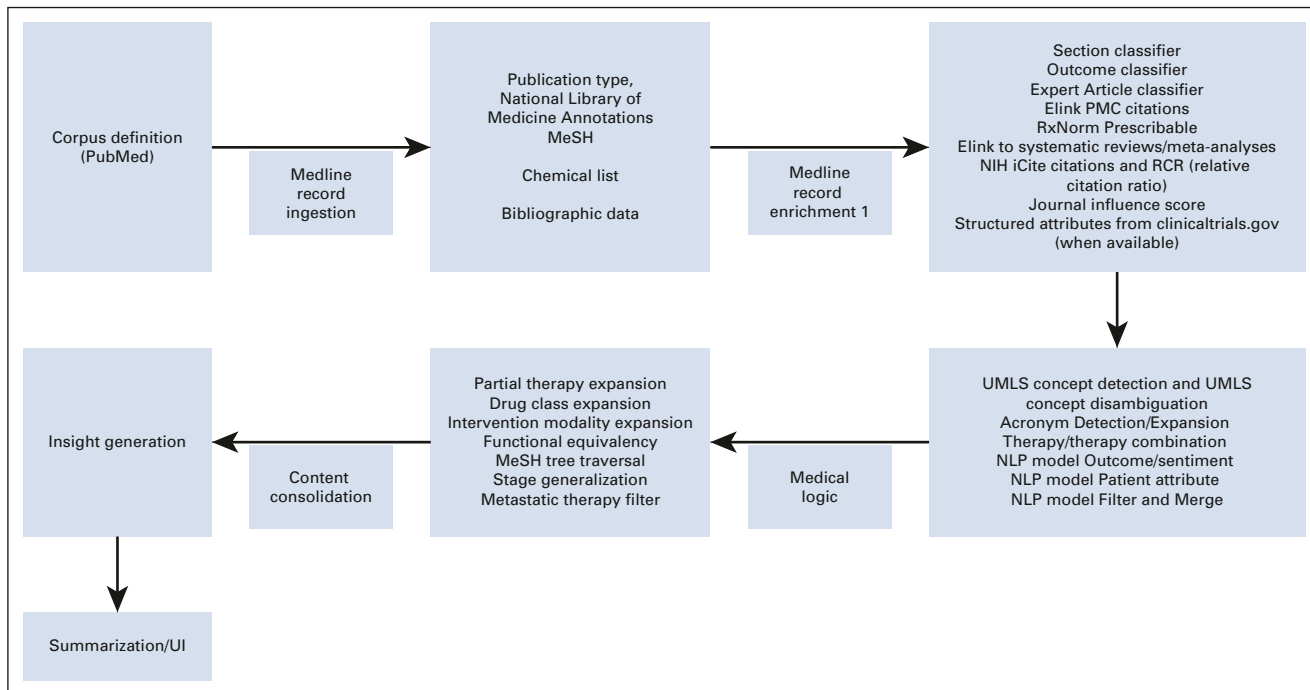 Corpus definition
(PubMed)
Medline
record
ingestion
Publication type,
National Library of
Medicine Annotations
MeSH
Chemical list
Bibliographic data
Medline
record
enrichment 1
Section classifier
Outcome classifier
Expert Article classifier
Elink PMC citations
RxNorm Prescribable
Elink to systematic reviews/meta-analyses
NIH iCite citations and RCR (relative
citation ratio)
Journal influence score
Structured attributes from clinicaltrials.gov
(when available)
UMLS concept detection and UMLS
concept disambiguation
Acronym Detection/Expansion
Therapy/therapy combination
NLP model Outcome/sentiment
NLP model Patient attribute
NLP model Filter and Merge
Medical
logic
Partial therapy expansion
Drug class expansion
Intervention modality expansion
Functional equivalency
MeSH tree traversal
Stage generalization
Metastatic therapy filter
Content
consolidation
Insight generation
Summarization/UI